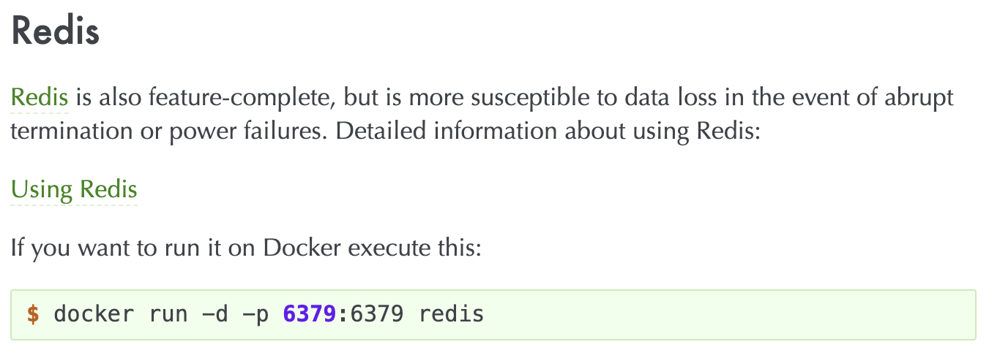 Redis
Redis is also feature-complete, but is more susceptible to data loss in the event of abrupt
termination or power failures. Detailed information about using Redis:
Using Redis
If you want to run it on Docker execute this:
$ docker run -d -p 6379:6379 redis